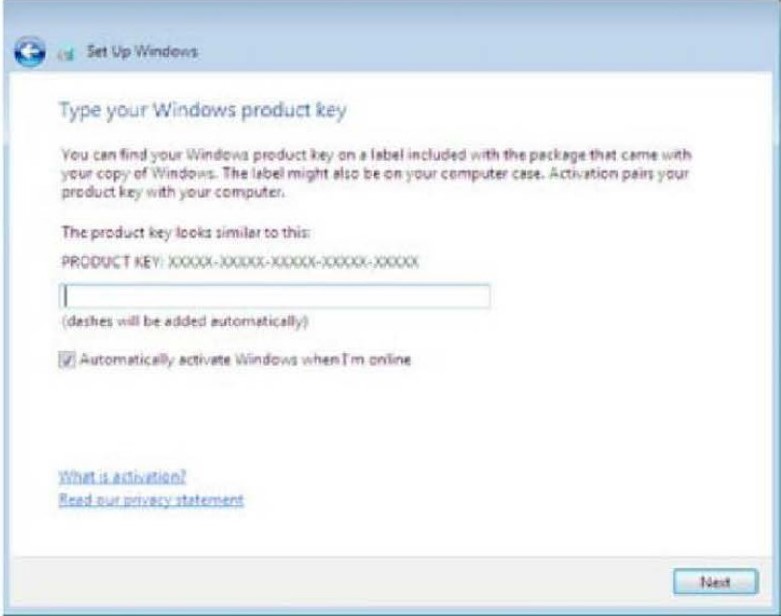 Set Up Windows
Type your Windows product key
You can find your Windows product key on a label included with the package that came with
your copy of Windows. The label might also be on your computer case. Activation pairs your
product key with your computer.
The product key looks similar to this:
PRODUCT KEY: XXXXX-XXXXX-XXXXX-XXXXX-XXXXX
(dashes will be added automatically)
Automatically activate Windows when I'm online
What is activation?
Read our privacy statement
Next